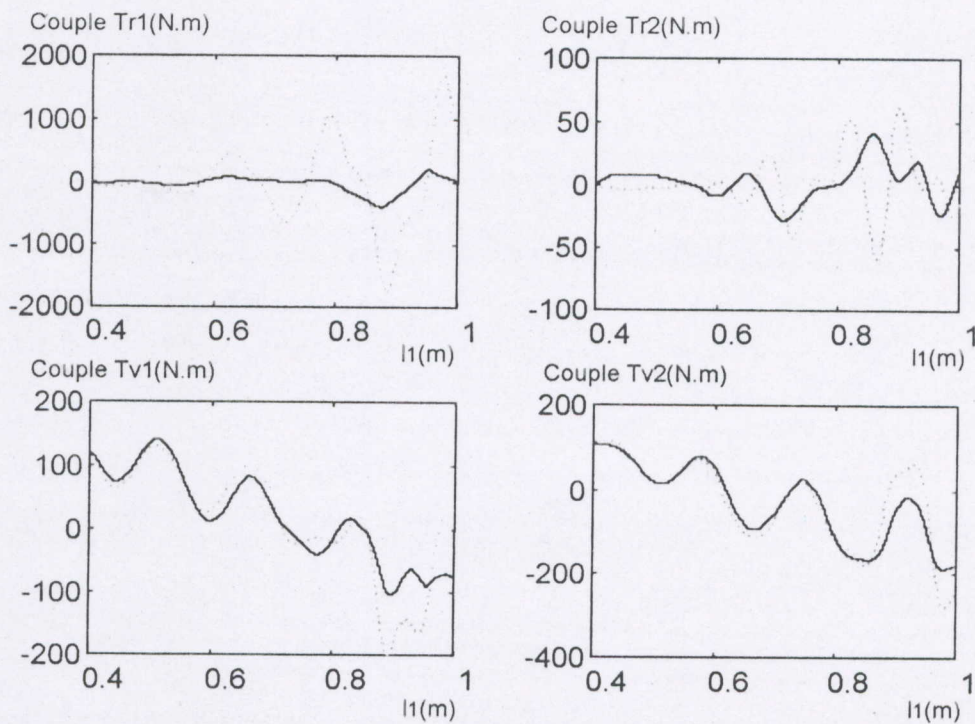 Couple Tr1(N.m)
2000
1000
0
-1000
-2000
0.4 0.6 0.8 1
l1(m)
Couple Tr2(N.m)
100
50
0
-50
-100
0.4 0.6 0.8 1
l1(m)
Couple Tv1(N.m)
200
100
0
-100
-200
0.4 0.6 0.8 1
l1(m)
Couple Tv2(N.m)
200
0
-200
-400
0.4 0.6 0.8 1
l1(m)